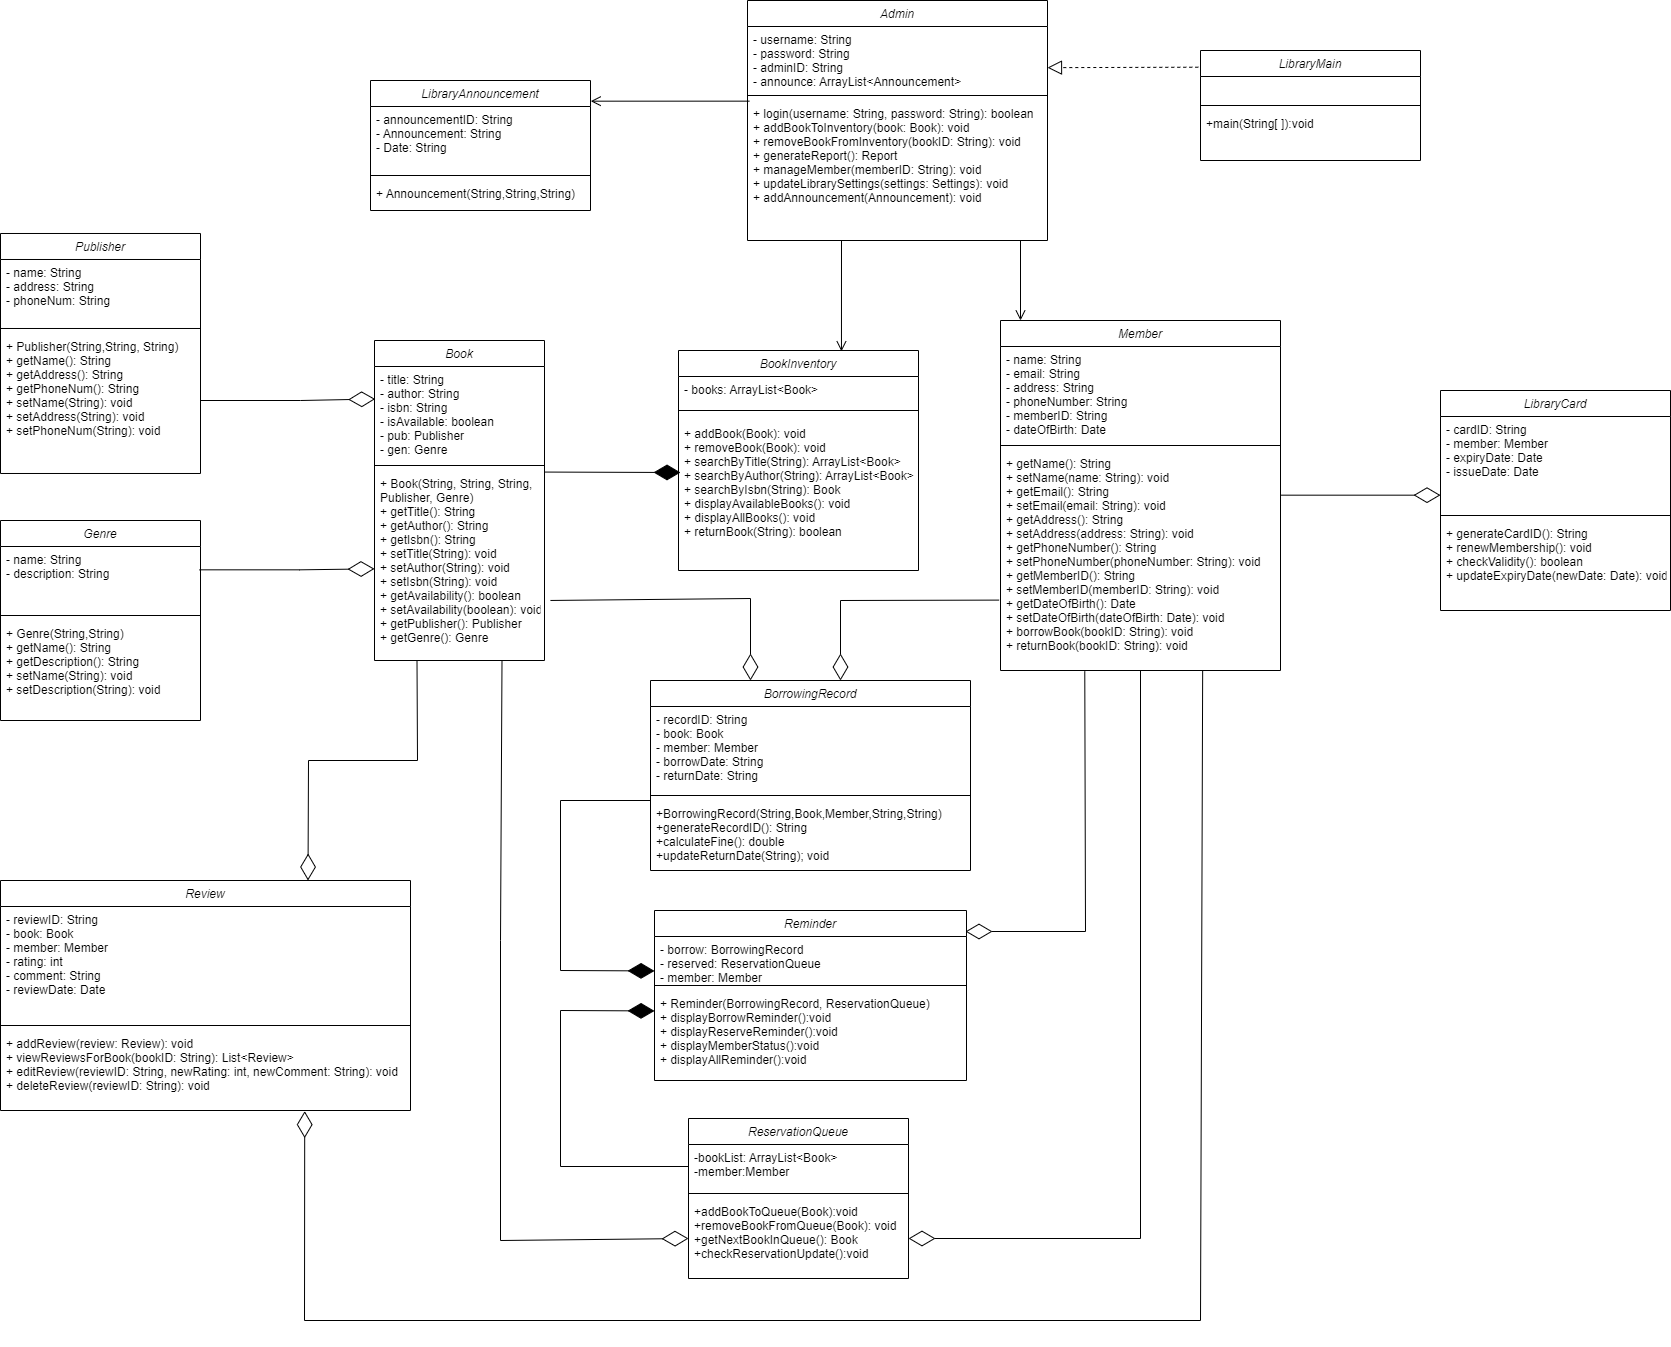 Admin
- username: String
- password: String
- adminID: String
- announce: ArrayList<Announcement>
+ login(username: String, password: String): boolean
+ addBookToInventory(book: Book): void
+ removeBookFromInventory(bookID: String): void
+ generateReport(): Report
+ manageMember(memberID: String): void
+ updateLibrarySettings(settings: Settings): void
+ addAnnouncement(Announcement): void
LibraryMain
+main(String[ ]):void
LibraryAnnouncement
- announcementID: String
- Announcement: String
- Date: String
+ Announcement(String,String,String)
Publisher
- name: String
- address: String
- phoneNum: String
+ Publisher(String,String, String)
+ getName(): String
+ getAddress(): String
+ getPhoneNum(): String
+ setName(String): void
+ setAddress(String): void
+ setPhoneNum(String): void
Book
- title: String
- author: String
- isbn: String
- isAvailable: boolean
- pub: Publisher
- gen: Genre
+ Book(String, String, String,
Publisher, Genre)
+ getTitle(): String
+ getAuthor(): String
+ getIsbn(): String
+ setTitle(String): void
+ setAuthor(String): void
+ setIsbn(String): void
+ getAvailability(): boolean
+ setAvailability(boolean): void
+ getPublisher(): Publisher
+ getGenre(): Genre
BookInventory
- books: ArrayList<Book>
+ addBook(Book): void
+ removeBook(Book): void
+ searchByTitle(String): ArrayList<Book>
+ searchByAuthor(String): ArrayList<Book>
+ searchByIsbn(String): Book
+ displayAvailableBooks(): void
+ displayAllBooks(): void
+ returnBook(String): boolean
Member
- name: String
- email: String
- address: String
- phoneNumber: String
- memberID: String
- dateOfBirth: Date
+ getName(): String
+ setName(name: String): void
+ getEmail(): String
+ setEmail(email: String): void
+ getAddress(): String
+ setAddress(address: String): void
+ getPhoneNumber(): String
+ setPhoneNumber(phoneNumber: String): void
+ getMemberID(): String
+ setMemberID(memberID: String): void
+ getDateOfBirth(): Date
+ setDateOfBirth(dateOfBirth: Date): void
+ borrowBook(bookID: String): void
+ returnBook(bookID: String): void
LibraryCard
- cardID: String
- member: Member
- expiryDate: Date
- issueDate: Date
+ generateCardID(): String
+ renewMembership(): void
+ checkValidity(): boolean
+ updateExpiryDate(newDate: Date): void
Genre
- name: String
- description: String
+ Genre(String,String)
+ getName(): String
+ getDescription(): String
+ setName(String): void
+ setDescription(String): void
BorrowingRecord
- recordID: String
- book: Book
- member: Member
- borrowDate: String
- returnDate: String
+BorrowingRecord(String,Book,Member,String,String)
+generateRecordID(): String
+calculateFine(): double
+updateReturnDate(String); void
Review
- reviewID: String
- book: Book
- member: Member
- rating: int
- comment: String
- reviewDate: Date
+ addReview(review: Review): void
+ viewReviewsForBook(bookID: String): List<Review>
+ editReview(reviewID: String, newRating: int, newComment: String): void
+ deleteReview(reviewID: String): void
Reminder
- borrow: BorrowingRecord
- reserved: ReservationQueue
- member: Member
+ Reminder(BorrowingRecord, ReservationQueue)
+ displayBorrowReminder():void
+ displayReserveReminder():void
+ displayMemberStatus():void
+ displayAllReminder():void
ReservationQueue
-bookList: ArrayList<Book>
-member:Member
+addBookToQueue(Book):void
+removeBookFromQueue(Book): void
+getNextBookInQueue(): Book
+checkReservationUpdate():void